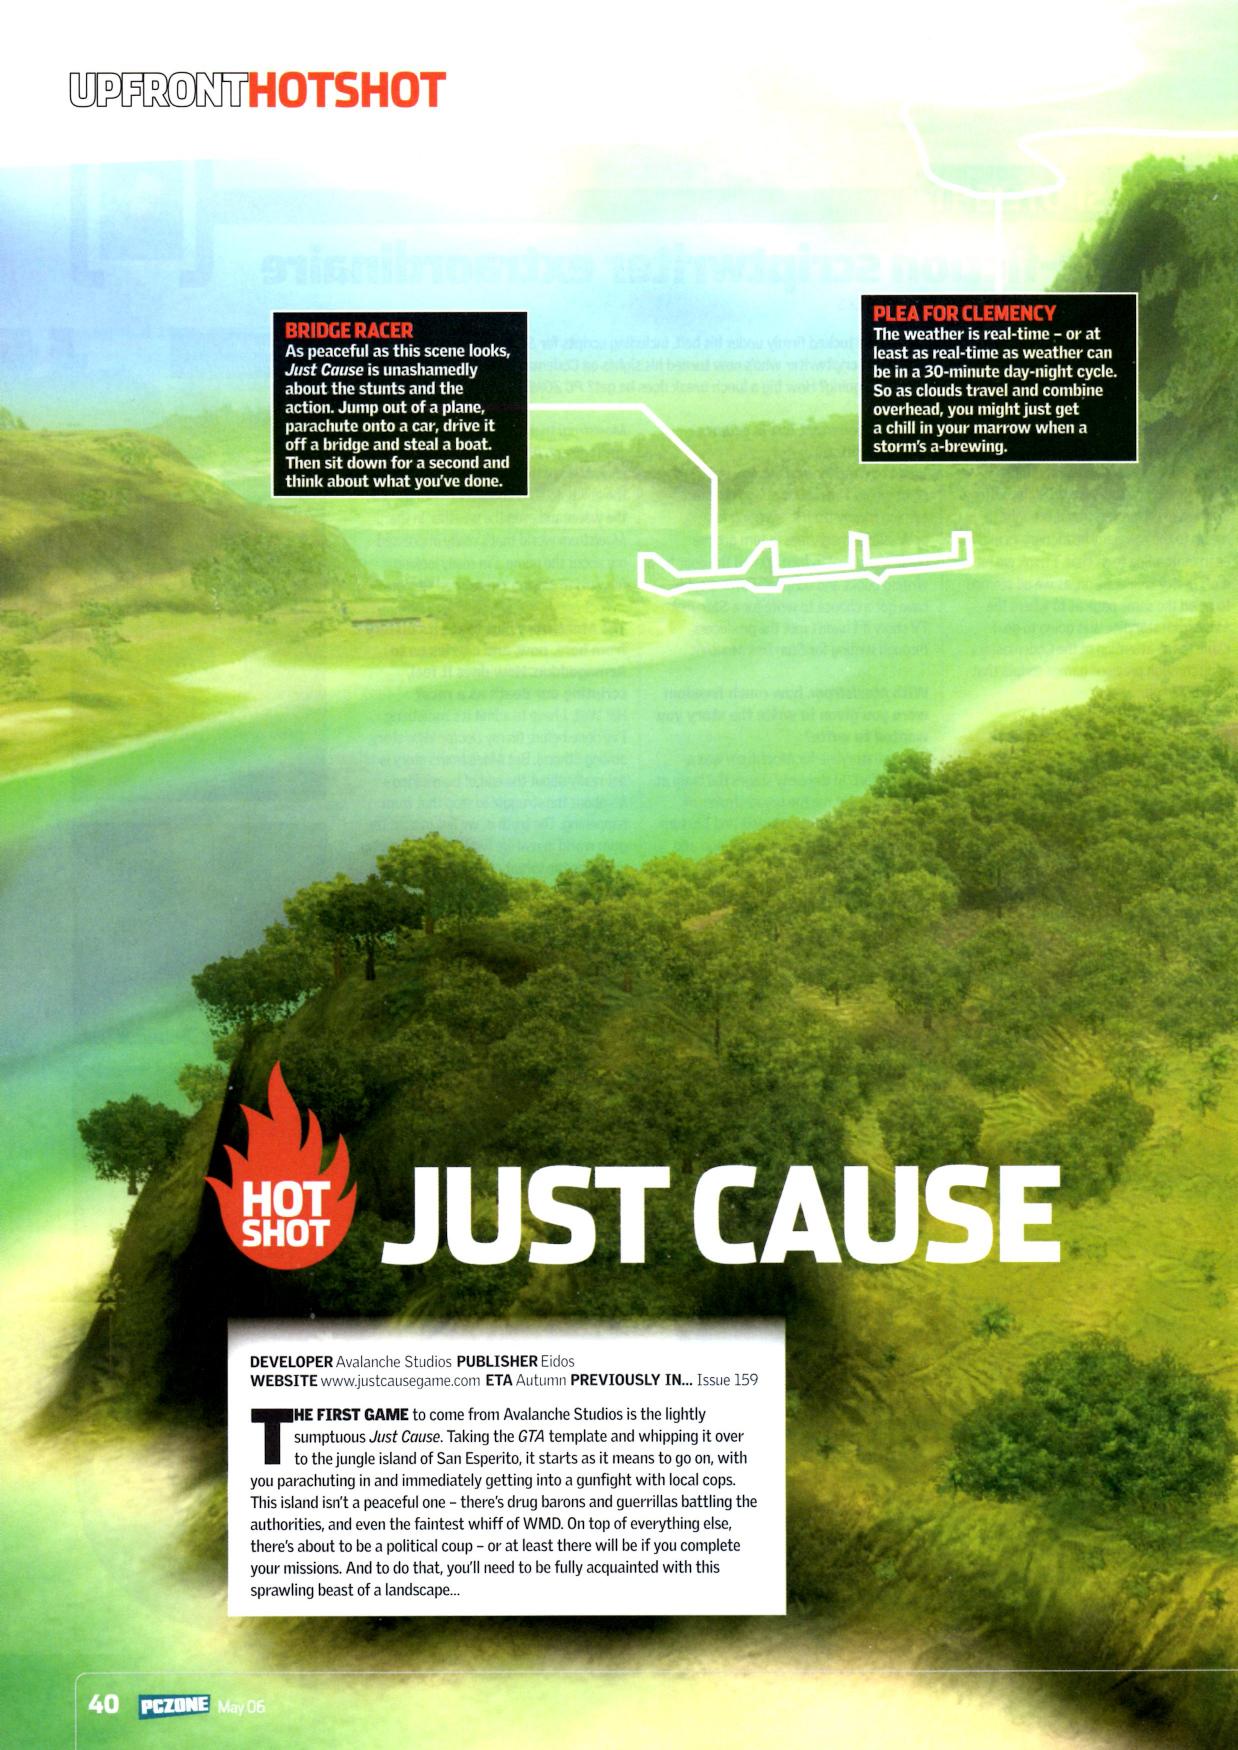 UPFRONTHOTSHOT
BRIDGE RACER
As peaceful as this scene looks,
Just Cause is unashamedly
about the stunts and the
action. Jump out of a plane,
parachute onto a car, drive it
off a bridge and steal a boat.
Then sit down for a second and
think about what you've done.
PLEA FOR CLEMENCY
The weather is real-time – or at
least as real-time as weather can
be in a 30-minute day-night cycle.
So as clouds travel and combine
overhead, you might just get
a chill in your marrow when a
storm's a-brewing.
HOT
SHOT
JUST CAUSE
DEVELOPER Avalanche Studios PUBLISHER Eidos
WEBSITE www.justcausegame.com ETA Autumn PREVIOUSLY IN... Issue 159
THE FIRST GAME to come from Avalanche Studios is the lightly
sumptuous Just Cause. Taking the GTA template and whipping it over
to the jungle island of San Esperito, it starts as it means to go on, with
you parachuting in and immediately getting into a gunfight with local cops.
This island isn't a peaceful one – there's drug barons and guerrillas battling the
authorities, and even the faintest whiff of WMD. On top of everything else,
there's about to be a political coup – or at least there will be if you complete
your missions. And to do that, you'll need to be fully acquainted with this
sprawling beast of a landscape...
40 PCZONE May 06